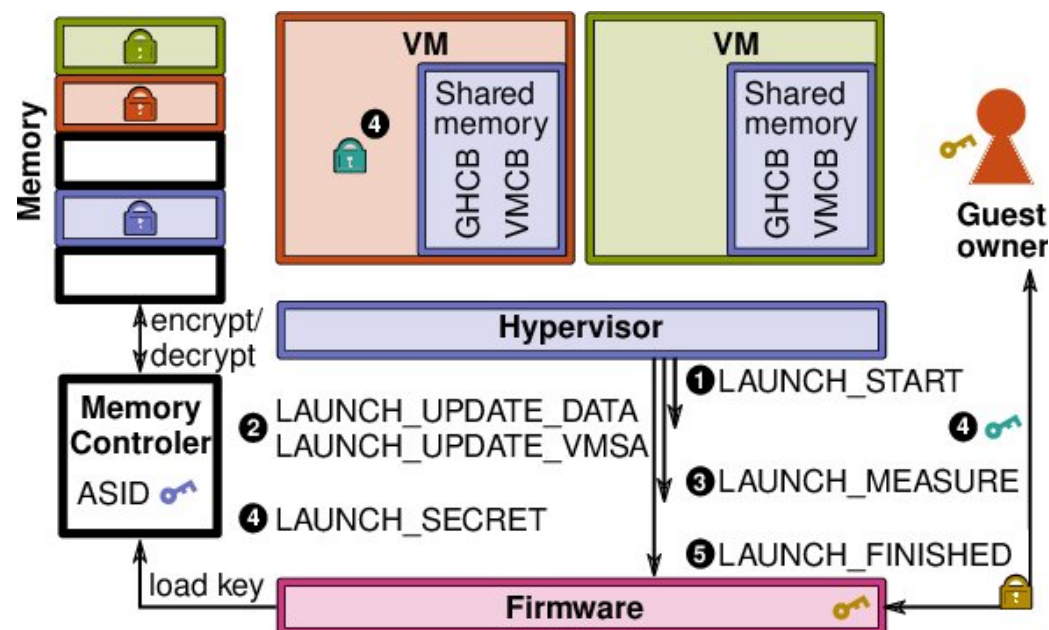 Memory
VM
Shared
memory
GHCB
VMCB
4
VM
Shared
memory
GHCB
VMCB
Guest
owner
encrypt/
decrypt
Hypervisor
1 LAUNCH_START
Memory
Controler
ASID
2 LAUNCH_UPDATE_DATA
LAUNCH_UPDATE_VMSA
4
3 LAUNCH_MEASURE
4 LAUNCH_SECRET
5 LAUNCH_FINISHED
load key
Firmware